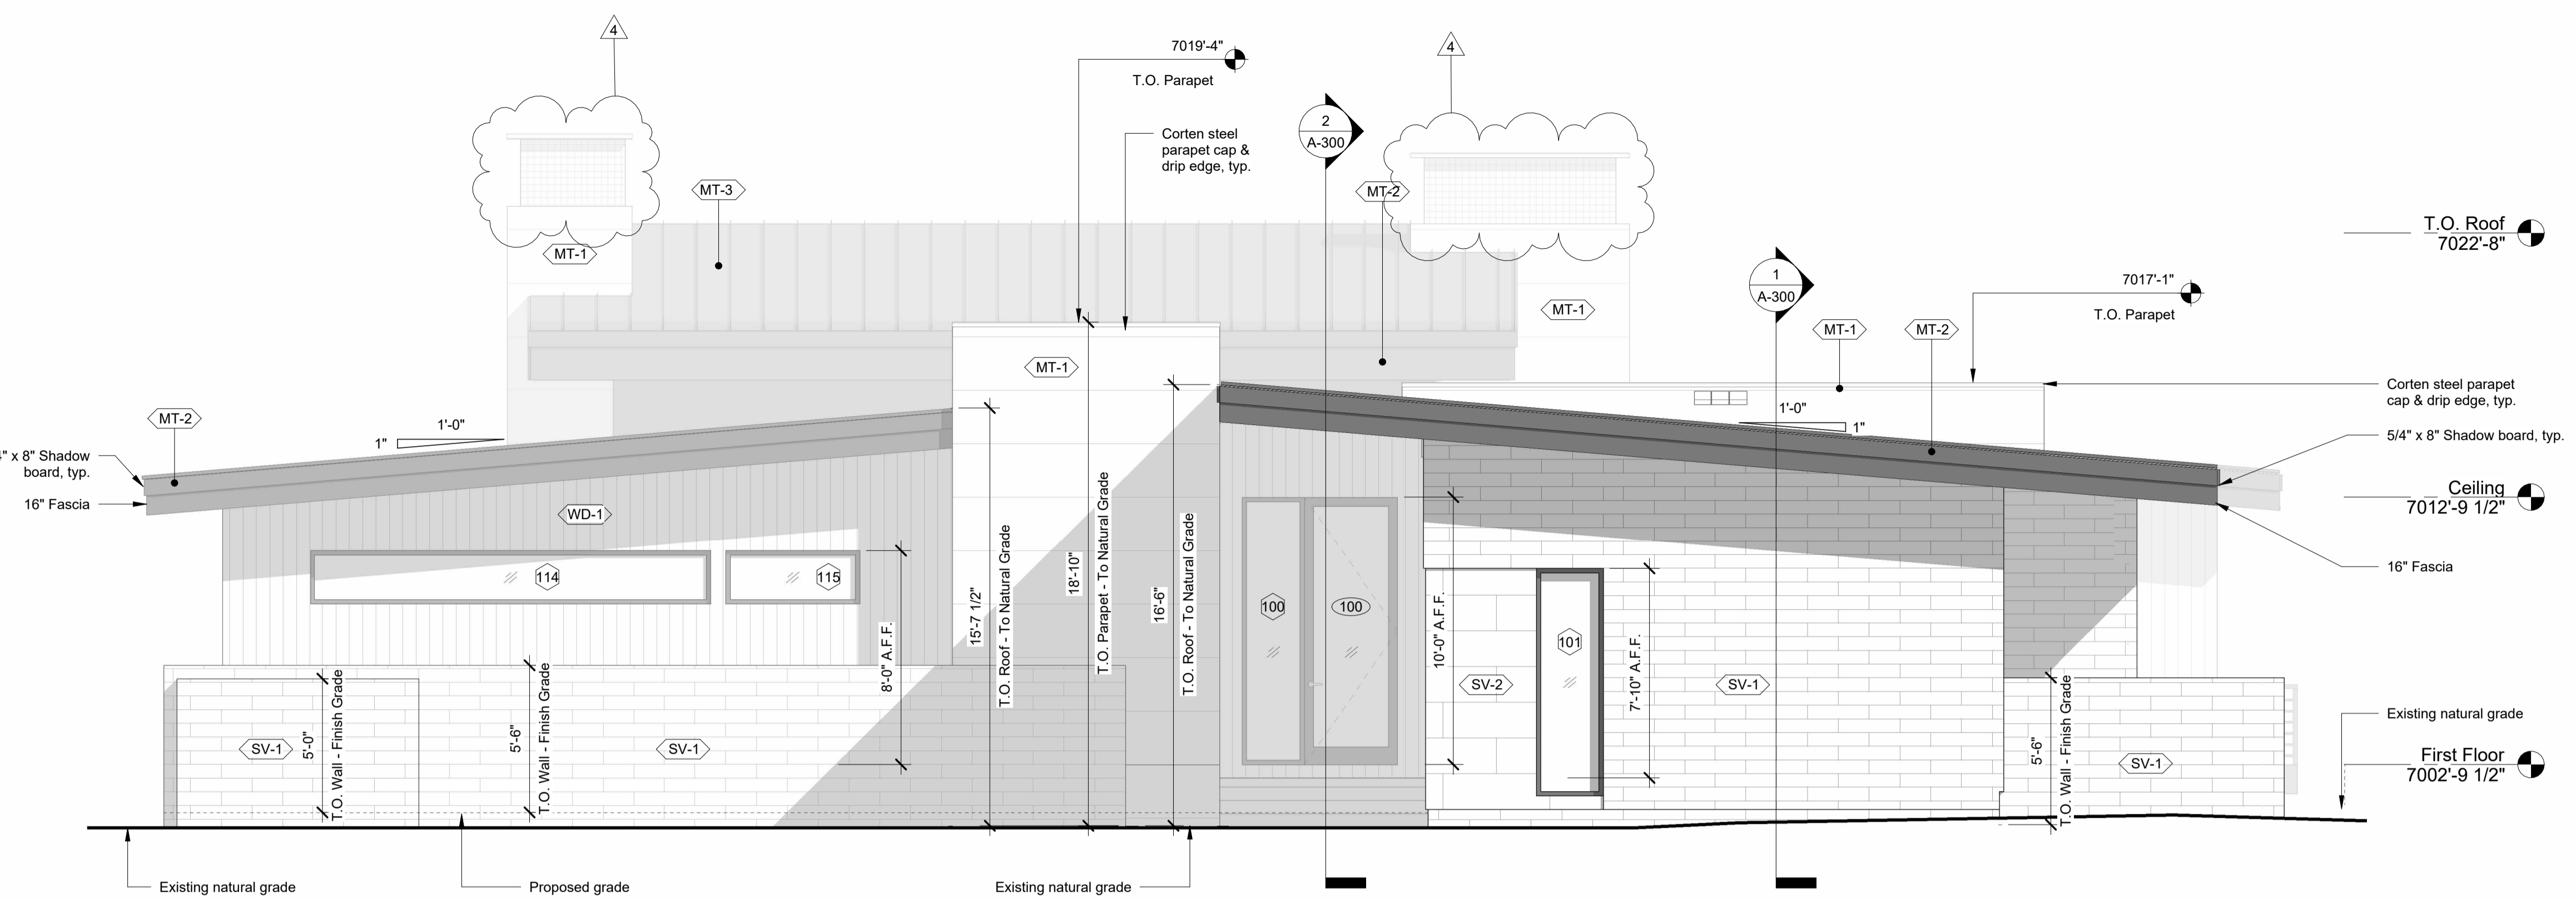 4
4
7019'-4"
T.O. Parapet
2
A-300
Corten steel
parapet cap &
drip edge, typ.
MT-3
MT-2
MT-1
T.O. Roof
7022'-8"
1
A-300
7017'-1"
T.O. Parapet
MT-1
MT-1
MT-2
MT-1
Corten steel parapet
cap & drip edge, typ.
MT-2
1'-0"
1"
1'-0"
1"
5/4" x 8" Shadow board, typ.
4" x 8" Shadow
board, typ.
16" Fascia
WD-1
Ceiling
7012'-9 1/2"
16" Fascia
114
115
100
100
101
8'-0" A.F.F.
15'-7 1/2"
T.O. Roof - To Natural Grade
18'-10"
T.O. Parapet - To Natural Grade
16'-6"
T.O. Roof - To Natural Grade
10'-0" A.F.F.
7'-10" A.F.F.
SV-2
SV-1
5'-0"
T.O. Wall - Finish Grade
5'-6"
T.O. Wall - Finish Grade
5'-6"
T.O. Wall - Finish Grade
SV-1
SV-1
SV-1
Existing natural grade
First Floor
7002'-9 1/2"
Existing natural grade
Proposed grade
Existing natural grade